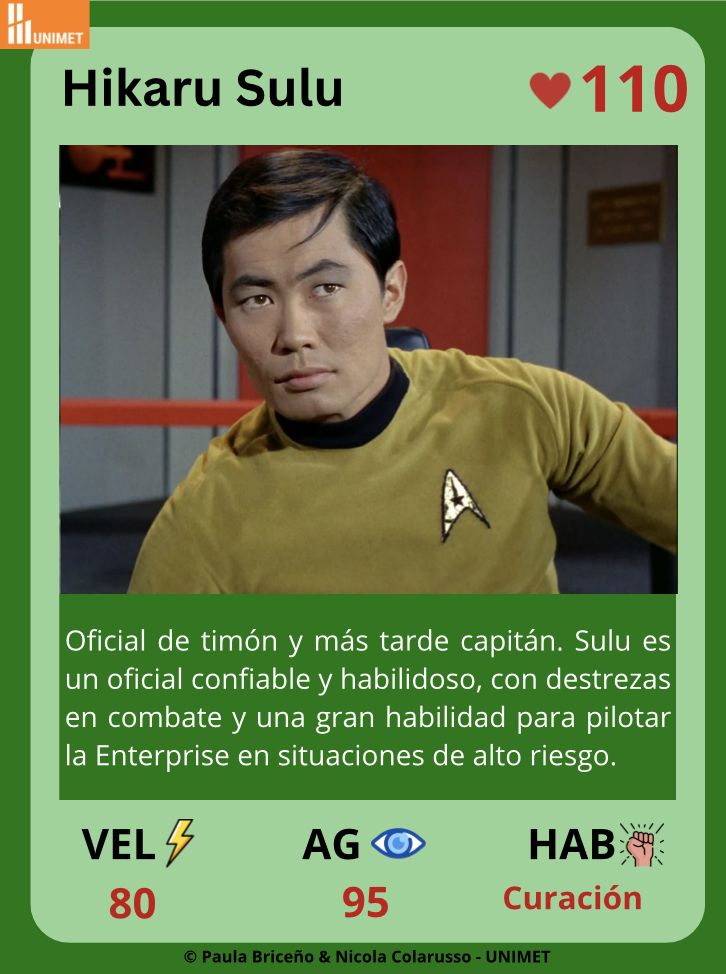 UNIMET
Hikaru Sulu
110
Oficial de timón y más tarde capitán. Sulu es
un oficial confiable y habilidoso, con destrezas
en combate y una gran habilidad para pilotar
la Enterprise en situaciones de alto riesgo.
VEL AG HAB
80 95 Curación
© Paula Briceño & Nicola Colarusso - UNIMET